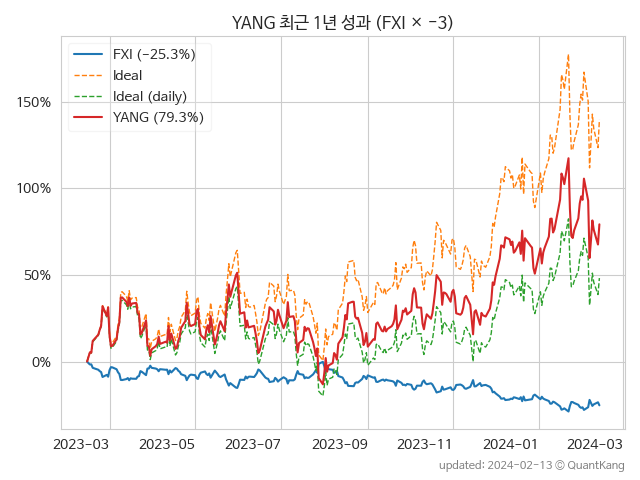 YANG 최근 1년 성과 (FXI × −3)
FXI (−25.3%)
Ideal
Ideal (daily)
YANG (79.3%)
150%
100%
50%
0%
2023−03 2023−05 2023−07 2023−09 2023−11 2024−01 2024−03
updated: 2024−02−13 ⓒ QuantKang